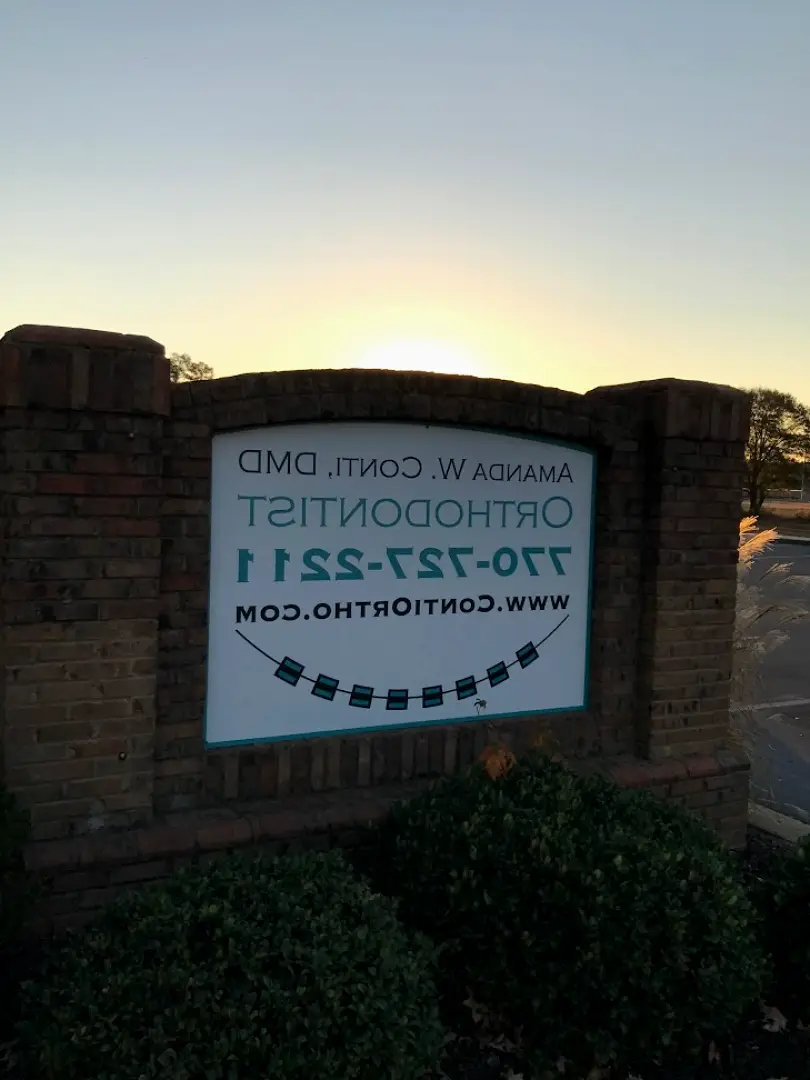 AMANDA W. CONTI, DMD
ORTHODONTIST
770-727-2211
WWW.CONTIORTHO.COM